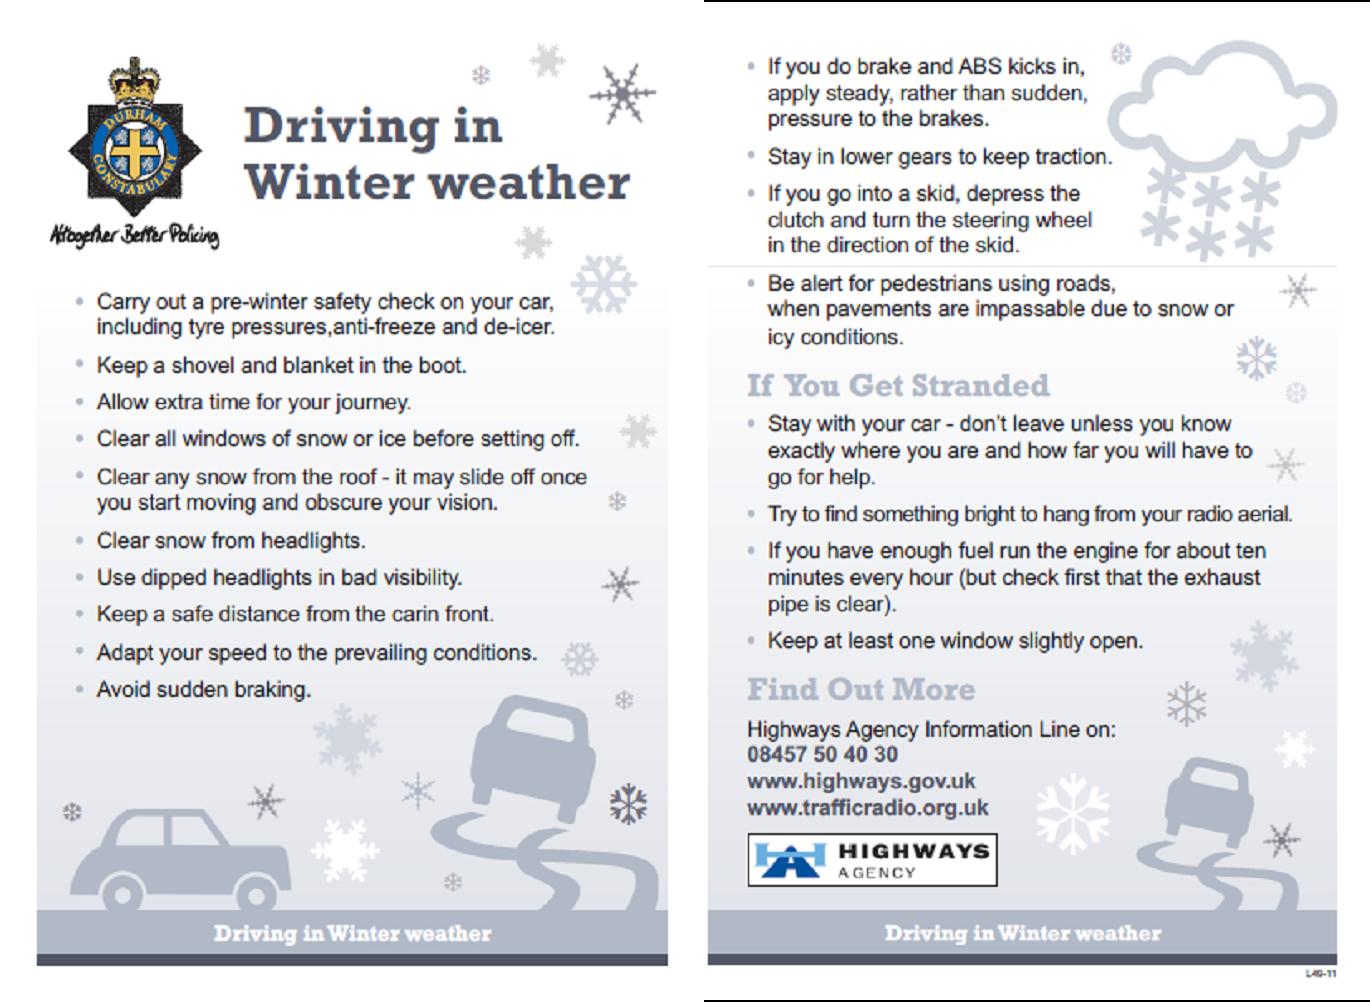 DURHAM
CONSTABULARY
Altogether Better Policing
Driving in
Winter weather
• Carry out a pre-winter safety check on your car,
including tyre pressures,anti-freeze and de-icer.
• Keep a shovel and blanket in the boot.
• Allow extra time for your journey.
• Clear all windows of snow or ice before setting off.
• Clear any snow from the roof - it may slide off once
you start moving and obscure your vision.
• Clear snow from headlights.
• Use dipped headlights in bad visibility.
• Keep a safe distance from the carin front.
• Adapt your speed to the prevailing conditions.
• Avoid sudden braking.
Driving in Winter weather
• If you do brake and ABS kicks in,
apply steady, rather than sudden,
pressure to the brakes.
• Stay in lower gears to keep traction.
• If you go into a skid, depress the
clutch and turn the steering wheel
in the direction of the skid.
• Be alert for pedestrians using roads,
when pavements are impassable due to snow or
icy conditions.
If You Get Stranded
• Stay with your car - don't leave unless you know
exactly where you are and how far you will have to
go for help.
• Try to find something bright to hang from your radio aerial.
• If you have enough fuel run the engine for about ten
minutes every hour (but check first that the exhaust
pipe is clear).
• Keep at least one window slightly open.
Find Out More
Highways Agency Information Line on:
08457 50 40 30
www.highways.gov.uk
www.trafficradio.org.uk
HIGHWAYS
AGENCY
Driving in Winter weather
L49-11